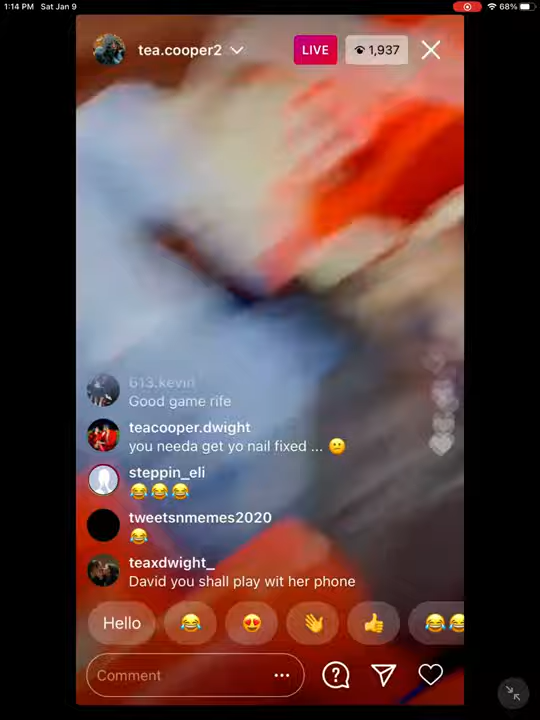 1:14 PM Sat Jan 9
68%
tea.cooper2
LIVE
1,937
613.kevin
Good game rife
teacooper.dwight
you needa get yo nail fixed ... 😕
steppin_eli
😂😂😂
tweetsnmemes2020
😂
teaxdwight_
David you shall play wit her phone
Hello 😂 😍 👋 👍 😂😂
Comment ...